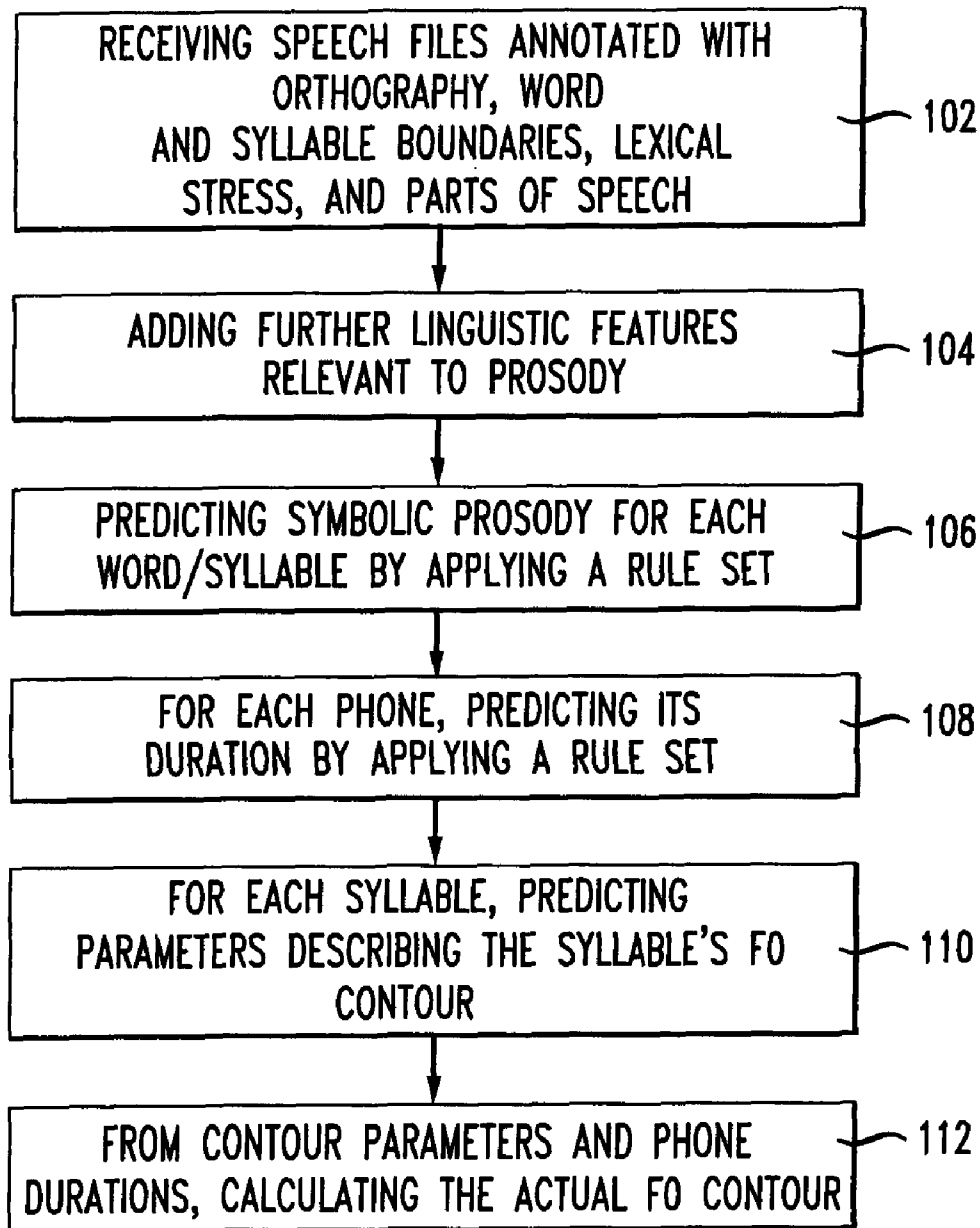 RECEIVING SPEECH FILES ANNOTATED WITH
ORTHOGRAPHY, WORD
AND SYLLABLE BOUNDARIES, LEXICAL
STRESS, AND PARTS OF SPEECH
102
ADDING FURTHER LINGUISTIC FEATURES
RELEVANT TO PROSODY
104
PREDICTING SYMBOLIC PROSODY FOR EACH
WORD/SYLLABLE BY APPLYING A RULE SET
106
FOR EACH PHONE, PREDICTING ITS
DURATION BY APPLYING A RULE SET
108
FOR EACH SYLLABLE, PREDICTING
PARAMETERS DESCRIBING THE SYLLABLE'S F0
CONTOUR
110
FROM CONTOUR PARAMETERS AND PHONE
DURATIONS, CALCULATING THE ACTUAL F0 CONTOUR
112